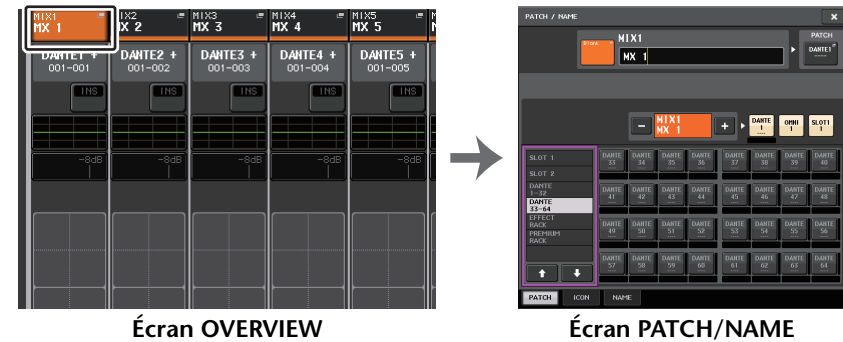 MIX1
MX 1
IX2
X 2
MIX3
MX 3
MIX4
MX 4
MIX5
MX 5
DANTE1 +
001-001
DANTE2 +
001-002
DANTE3 +
001-003
DANTE4 +
001-004
DANTE5 +
001-005
INS
INS
INS
INS
INS
-8dB
-8dB
-8dB
-8dB
-8dB
Écran OVERVIEW
PATCH / NAME
×
Blank
MIX1
MX 1
PATCH
DANTE1
----
− MIX1 +
MX 1
DANTE
1
OMNI
1
SLOT1
1
SLOT 1
SLOT 2
DANTE
1-32
DANTE
33-64
EFFECT
RACK
PREMIUM
RACK
DANTE 33 DANTE 34 DANTE 35 DANTE 36 DANTE 37 DANTE 38 DANTE 39 DANTE 40
DANTE 41 DANTE 42 DANTE 43 DANTE 44 DANTE 45 DANTE 46 DANTE 47 DANTE 48
DANTE 49 DANTE 50 DANTE 51 DANTE 52 DANTE 53 DANTE 54 DANTE 55 DANTE 56
DANTE 57 DANTE 58 DANTE 59 DANTE 60 DANTE 61 DANTE 62 DANTE 63 DANTE 64
PATCH ICON NAME
Écran PATCH/NAME